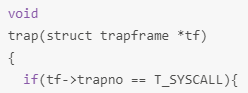 void
trap(struct trapframe *tf)
{
  if(tf->trapno == T_SYSCALL){